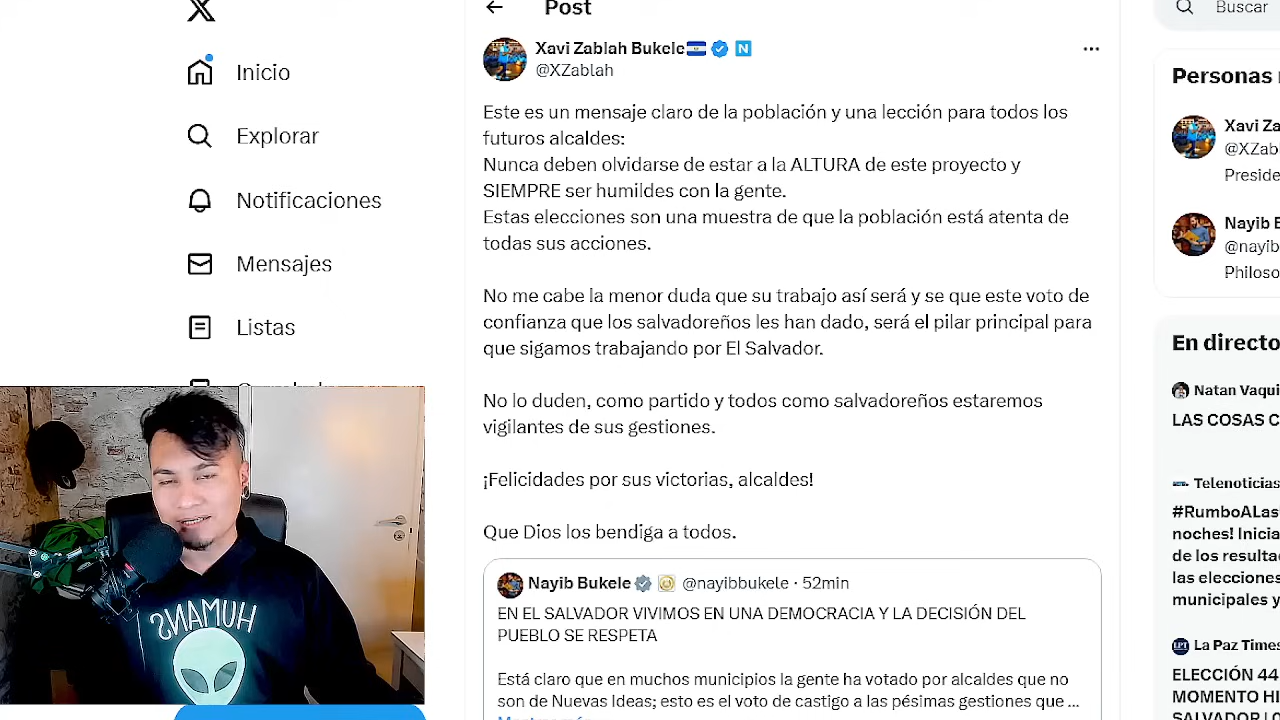 Post
Buscar
Inicio
Explorar
Notificaciones
Mensajes
Listas
Xavi Zablah Bukele
@XZablah
Este es un mensaje claro de la población y una lección para todos los
futuros alcaldes:
Nunca deben olvidarse de estar a la ALTURA de este proyecto y
SIEMPRE ser humildes con la gente.
Estas elecciones son una muestra de que la población está atenta de
todas sus acciones.
No me cabe la menor duda que su trabajo así será y se que este voto de
confianza que los salvadoreños les han dado, será el pilar principal para
que sigamos trabajando por El Salvador.
No lo duden, como partido y todos como salvadoreños estaremos
vigilantes de sus gestiones.
¡Felicidades por sus victorias, alcaldes!
Que Dios los bendiga a todos.
Nayib Bukele @nayibbukele · 52min
EN EL SALVADOR VIVIMOS EN UNA DEMOCRACIA Y LA DECISIÓN DEL
PUEBLO SE RESPETA
Está claro que en muchos municipios la gente ha votado por alcaldes que no
son de Nuevas Ideas; esto es el voto de castigo a las pésimas gestiones que ...
HUMANS
Personas
Xavi Za
@XZab
Preside
Nayib B
@nayib
Philoso
En directo
Natan Vaqui
LAS COSAS C
Telenoticias
#RumboALas
noches! Inicia
de los resulta
las elecciones
municipales y
LPT La Paz Times
ELECCIÓN 44
MOMENTO HI